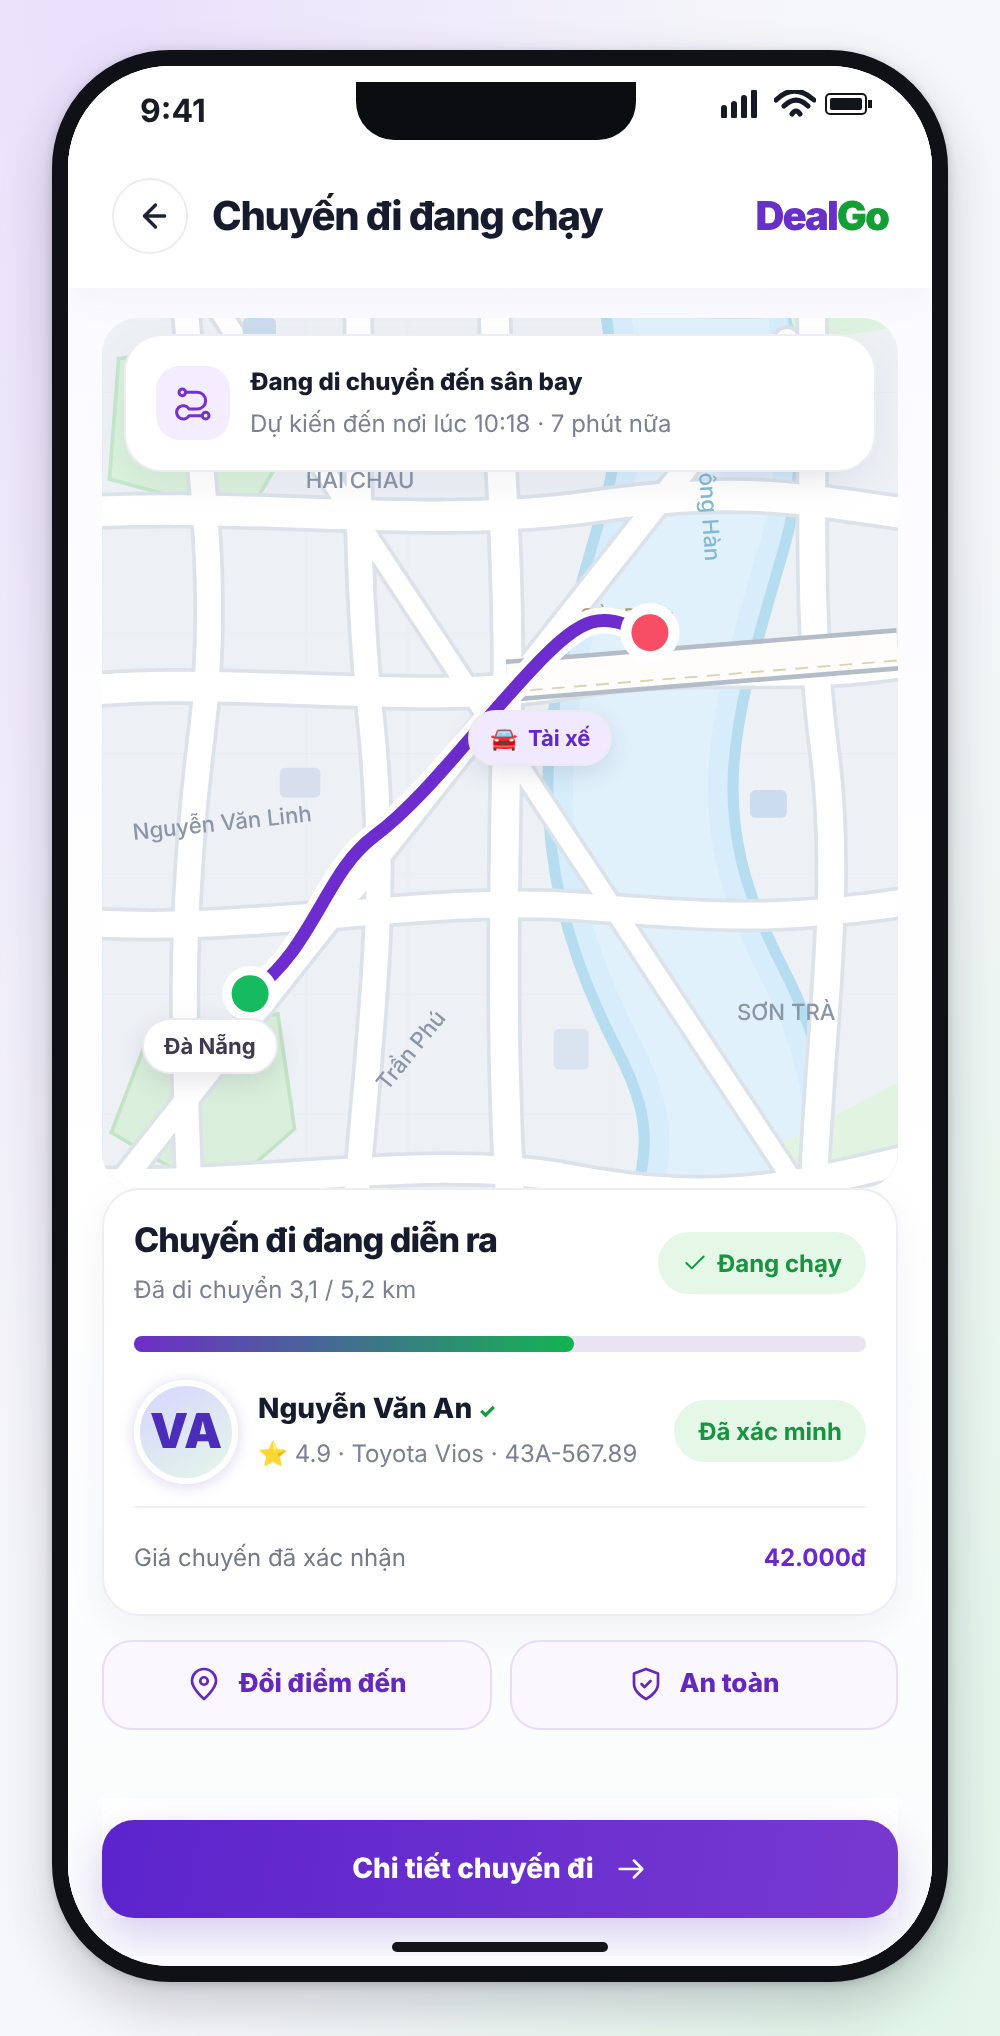 9:41
Chuyến đi đang chạy
DealGo
Đang di chuyển đến sân bay
Dự kiến đến nơi lúc 10:18 · 7 phút nữa
HẢI CHÂU
ông Hàn
Tài xế
Nguyễn Văn Linh
Đà Nẵng
Trần Phú
SƠN TRÀ
Chuyến đi đang diễn ra
Đã di chuyển 3,1 / 5,2 km
Đang chạy
VA
Nguyễn Văn An
4.9 · Toyota Vios · 43A-567.89
Đã xác minh
Giá chuyến đã xác nhận
42.000đ
Đổi điểm đến
An toàn
Chi tiết chuyến đi